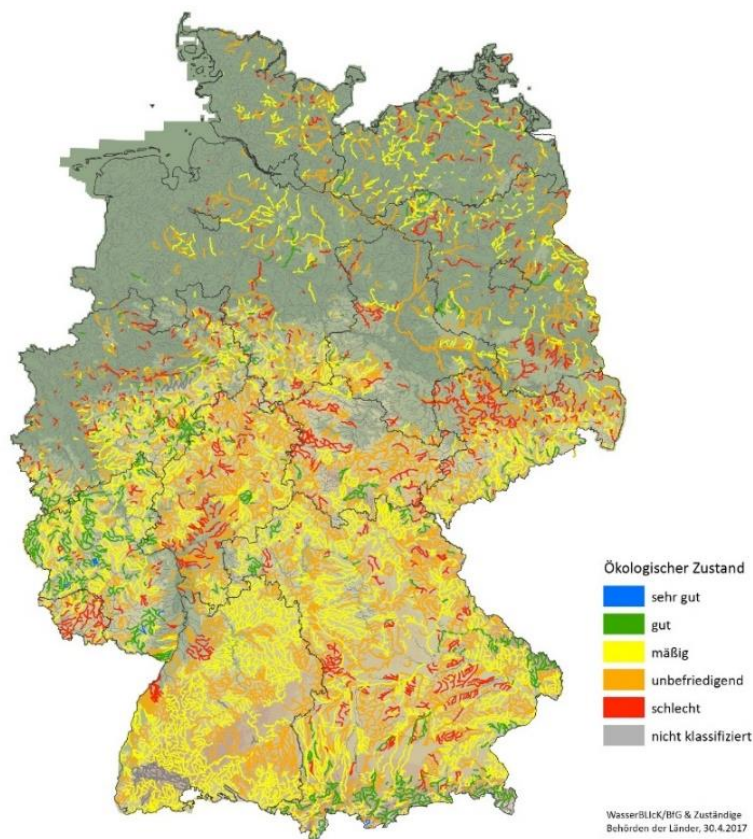 Ökologischer Zustand
sehr gut
gut
mäßig
unbefriedigend
schlecht
nicht klassifiziert
WasserBLIcK/BfG & Zuständige
Behörden der Länder, 30.4.2017